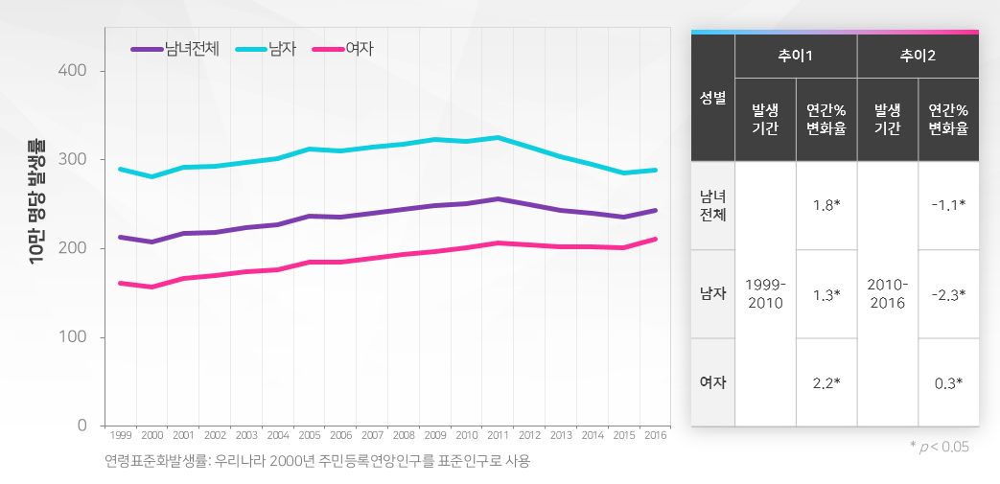 남녀전체 남자 여자
400
300
200
100
0
10만 명당 발생률
1999 2000 2001 2002 2003 2004 2005 2006 2007 2008 2009 2010 2011 2012 2013 2014 2015 2016
연령표준화발생률: 우리나라 2000년 주민등록연앙인구를 표준인구로 사용
성별 추이1 추이2
발생
기간
연간%
변화율
발생
기간
연간%
변화율
남녀
전체
1.8*
-1.1*
남자
1999-
2010
1.3*
2010-
2016
-2.3*
여자
2.2*
0.3*
* p < 0.05